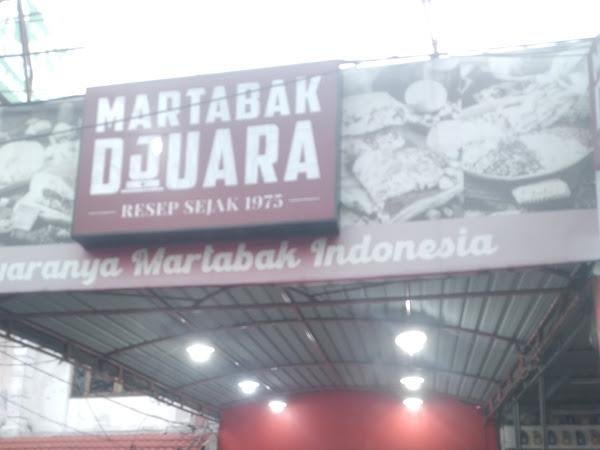 MARTABAK
DJUARA
RESEP SEJAK 1975
Martabak Indonesia